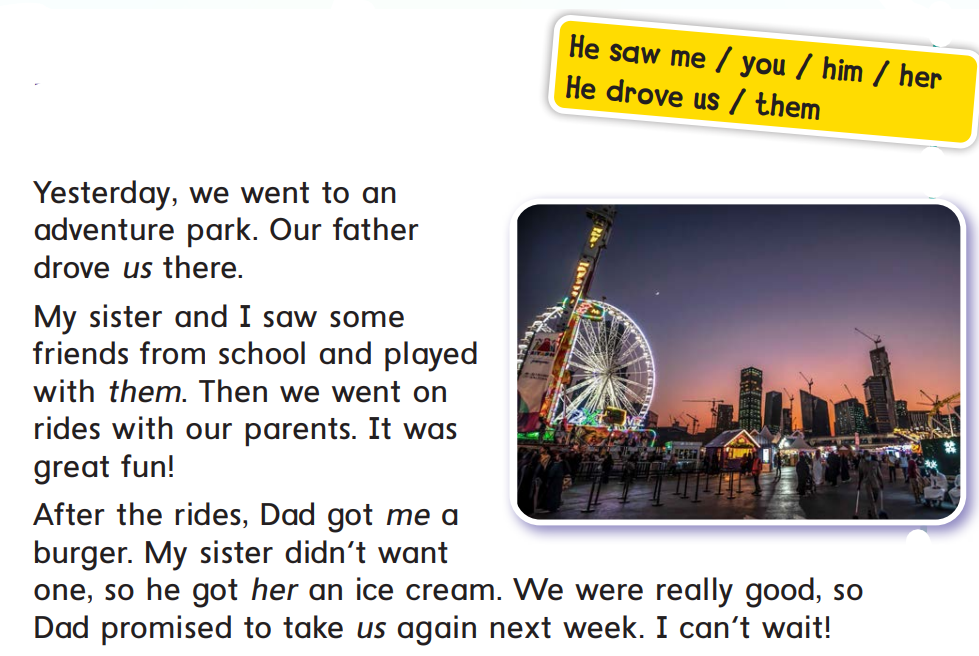 He saw me / you / him / her
He drove us / them
Yesterday, we went to an
adventure park. Our father
drove us there.
My sister and I saw some
friends from school and played
with them. Then we went on
rides with our parents. It was
great fun!
After the rides, Dad got me a
burger. My sister didn't want
one, so he got her an ice cream. We were really good, so
Dad promised to take us again next week. I can't wait!